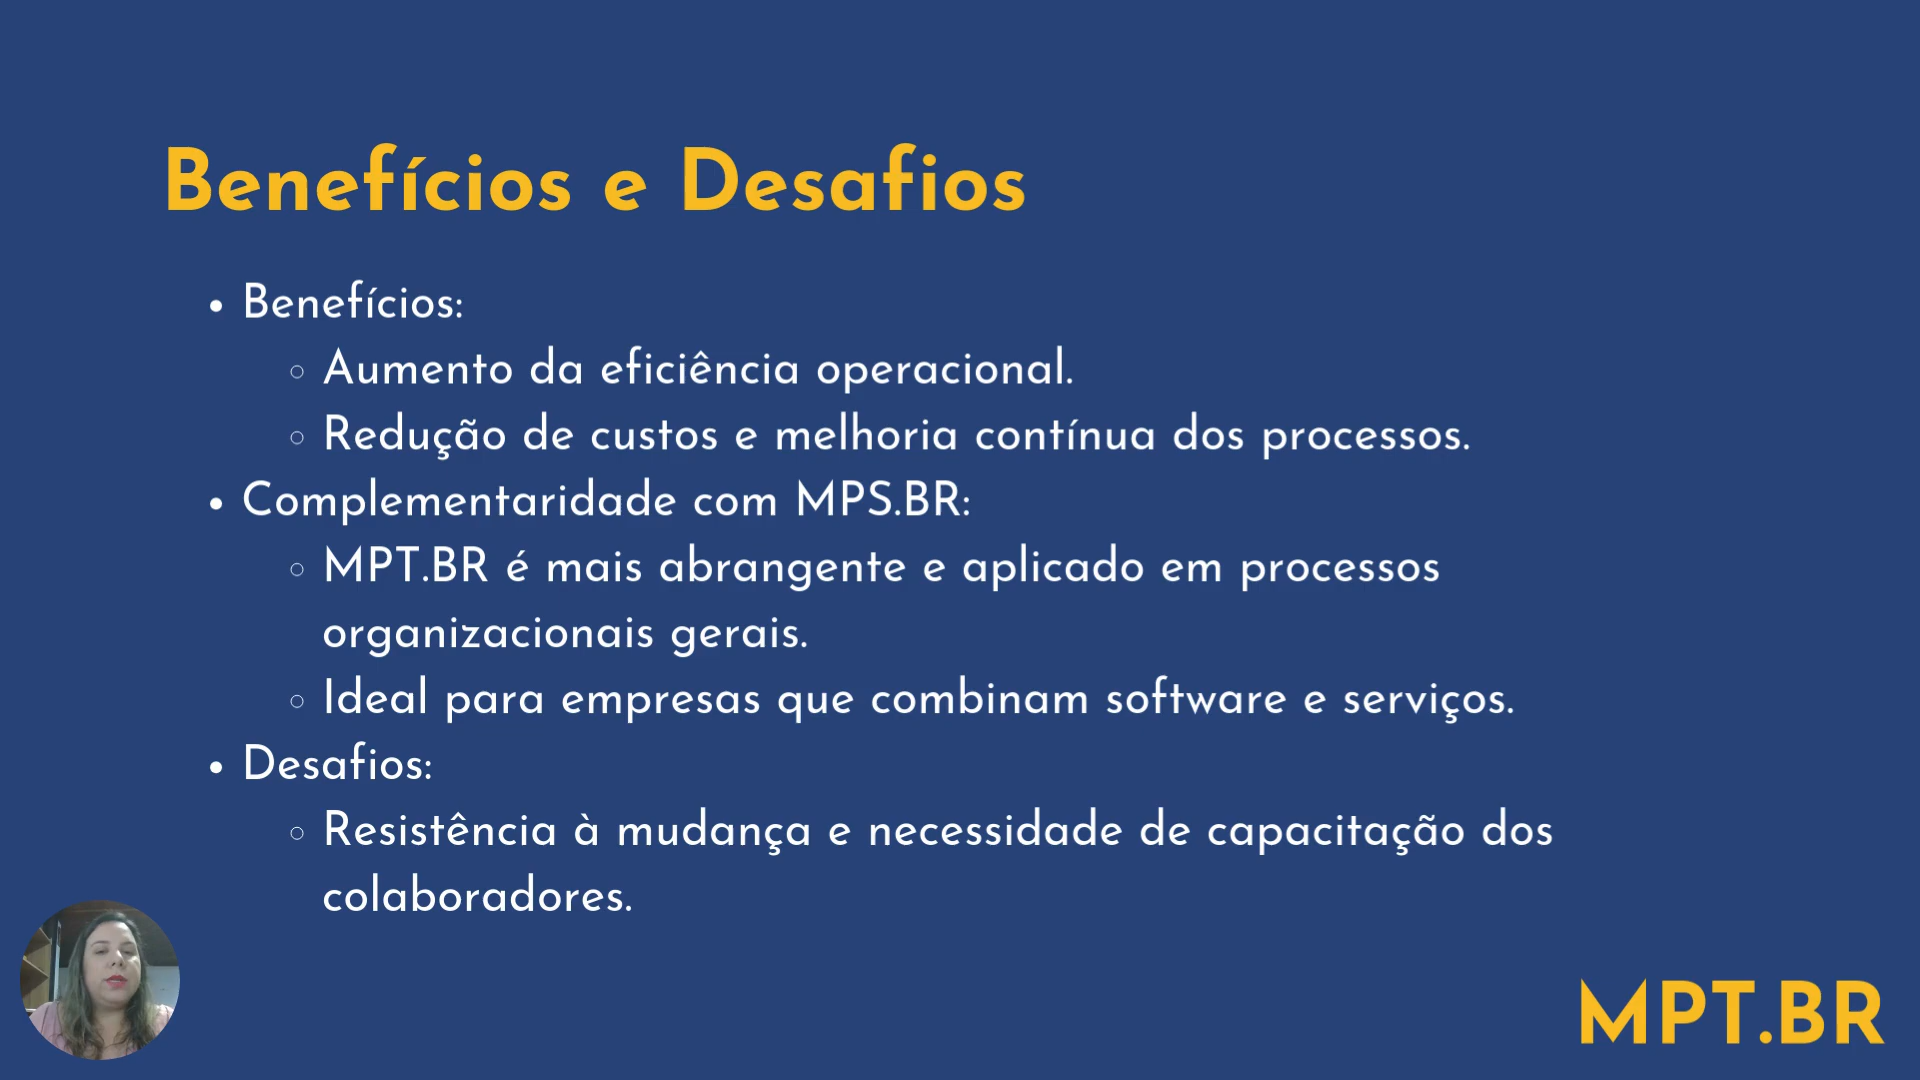 Benefícios e Desafios
• Benefícios:
◦ Aumento da eficiência operacional.
◦ Redução de custos e melhoria contínua dos processos.
• Complementaridade com MPS.BR:
◦ MPT.BR é mais abrangente e aplicado em processos
organizacionais gerais.
◦ Ideal para empresas que combinam software e serviços.
• Desafios:
◦ Resistência à mudança e necessidade de capacitação dos
colaboradores.
MPT.BR